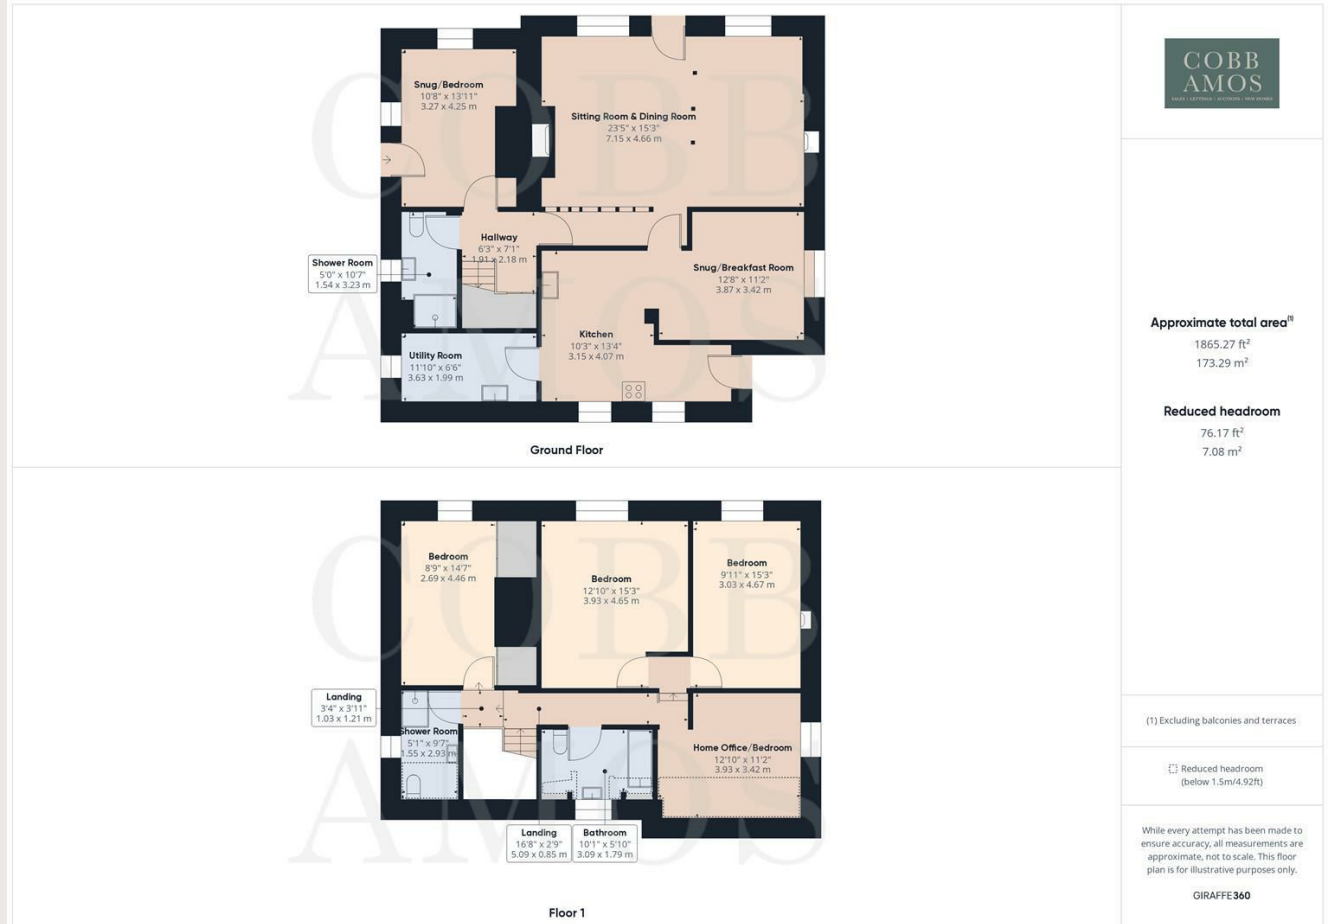 Snug/Bedroom
10'8" x 13'11"
3.27 x 4.25 m
Sitting Room & Dining Room
23'5" x 15'3"
7.15 x 4.66 m
Hallway
6'3" x 7'1"
1.91 x 2.18 m
Shower Room
5'0" x 10'7"
1.54 x 3.23 m
Snug/Breakfast Room
12'8" x 11'2"
3.87 x 3.42 m
Kitchen
10'3" x 13'4"
3.15 x 4.07 m
Utility Room
11'10" x 6'6"
3.63 x 1.99 m
COBB
AMOS
Ground Floor
Bedroom
8'9" x 14'7"
2.69 x 4.46 m
Bedroom
12'10" x 15'3"
3.93 x 4.65 m
Bedroom
9'11" x 15'3"
3.03 x 4.67 m
Landing
3'4" x 3'11"
1.03 x 1.21 m
Shower Room
5'1" x 9'7"
1.55 x 2.93 m
Home Office/Bedroom
12'10" x 11'2"
3.93 x 3.42 m
Landing
16'8" x 2'9"
5.09 x 0.85 m
Bathroom
10'1" x 5'10"
3.09 x 1.79 m
COBB
AMOS
Floor 1
COBB
AMOS
SALES | LETTINGS | AUCTIONS | NEW HOMES
Approximate total area(1)
1865.27 ft²
173.29 m²
Reduced headroom
76.17 ft²
7.08 m²
(1) Excluding balconies and terraces
Reduced headroom
(below 1.5m/4.92ft)
While every attempt has been made to
ensure accuracy, all measurements are
approximate, not to scale. This floor
plan is for illustrative purposes only.
GIRAFFE360